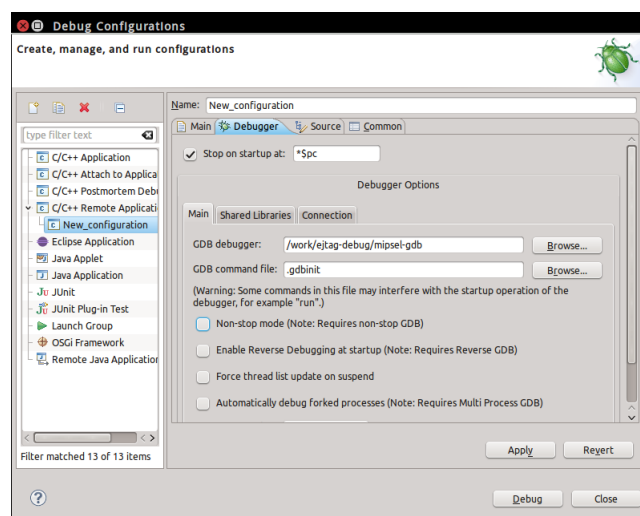 Debug Configurations
Create, manage, and run configurations
type filter text
C/C++ Application
C/C++ Attach to Applica
C/C++ Postmortem Deb
C/C++ Remote Applicati
New_configuration
Eclipse Application
Java Applet
Java Application
JUnit
JUnit Plug-in Test
Launch Group
OSGi Framework
Remote Java Application
Filter matched 13 of 13 items
Name: New_configuration
Main Debugger Source Common
Stop on startup at: *$pc
Debugger Options
Main Shared Libraries Connection
GDB debugger: /work/ejtag-debug/mipsel-gdb Browse...
GDB command file: .gdbinit Browse...
(Warning: Some commands in this file may interfere with the startup operation of the
debugger, for example "run".)
Non-stop mode (Note: Requires non-stop GDB)
Enable Reverse Debugging at startup (Note: Requires Reverse GDB)
Force thread list update on suspend
Automatically debug forked processes (Note: Requires Multi Process GDB)
Apply Revert
? Debug Close